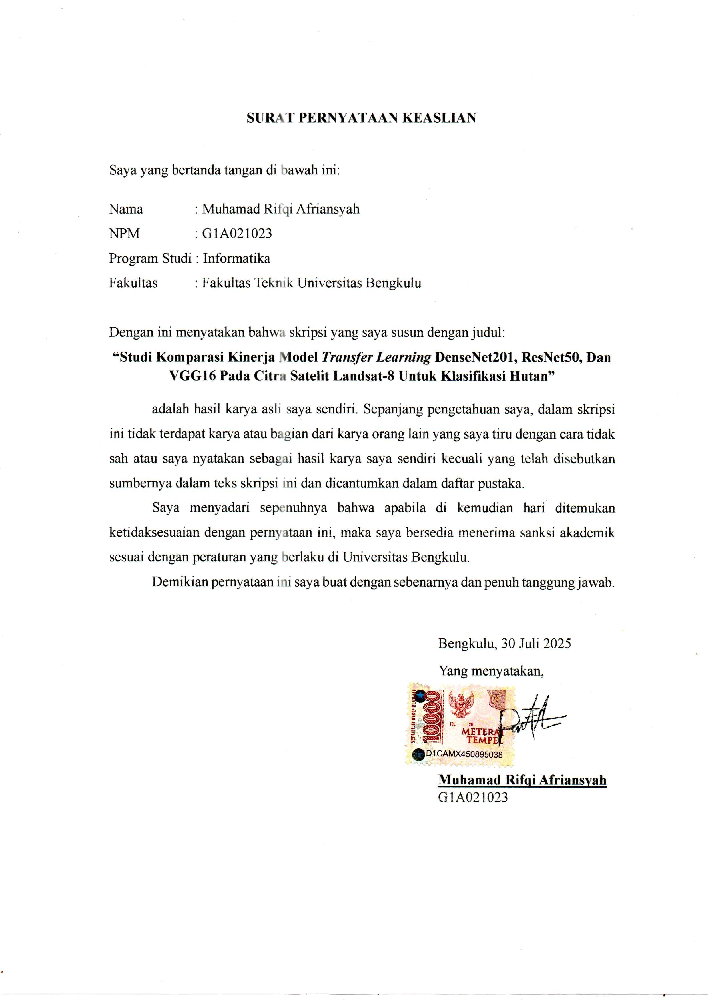 SURAT PERNYATAAN KEASLIAN
Saya yang bertanda tangan di bawah ini:
Nama : Muhamad Rifqi Afriansyah
NPM : G1A021023
Program Studi : Informatika
Fakultas : Fakultas Teknik Universitas Bengkulu
Dengan ini menyatakan bahwa skripsi yang saya susun dengan judul:
“Studi Komparasi Kinerja Model Transfer Learning DenseNet201, ResNet50, Dan
VGG16 Pada Citra Satelit Landsat-8 Untuk Klasifikasi Hutan”
adalah hasil karya asli saya sendiri. Sepanjang pengetahuan saya, dalam skripsi
ini tidak terdapat karya atau bagian dari karya orang lain yang saya tiru dengan cara tidak
sah atau saya nyatakan sebagai hasil karya saya sendiri kecuali yang telah disebutkan
sumbernya dalam teks skripsi ini dan dicantumkan dalam daftar pustaka.
Saya menyadari sepenuhnya bahwa apabila di kemudian hari ditemukan
ketidaksesuaian dengan pernyataan ini, maka saya bersedia menerima sanksi akademik
sesuai dengan peraturan yang berlaku di Universitas Bengkulu.
Demikian pernyataan ini saya buat dengan sebenarnya dan penuh tanggung jawab.
Bengkulu, 30 Juli 2025
Yang menyatakan,
SEPULUH RIBU RUPIAH
10000
TGL. 20
METERAI
TEMPEL
D1CAMX450895038
Muhamad Rifqi Afriansyah
G1A021023